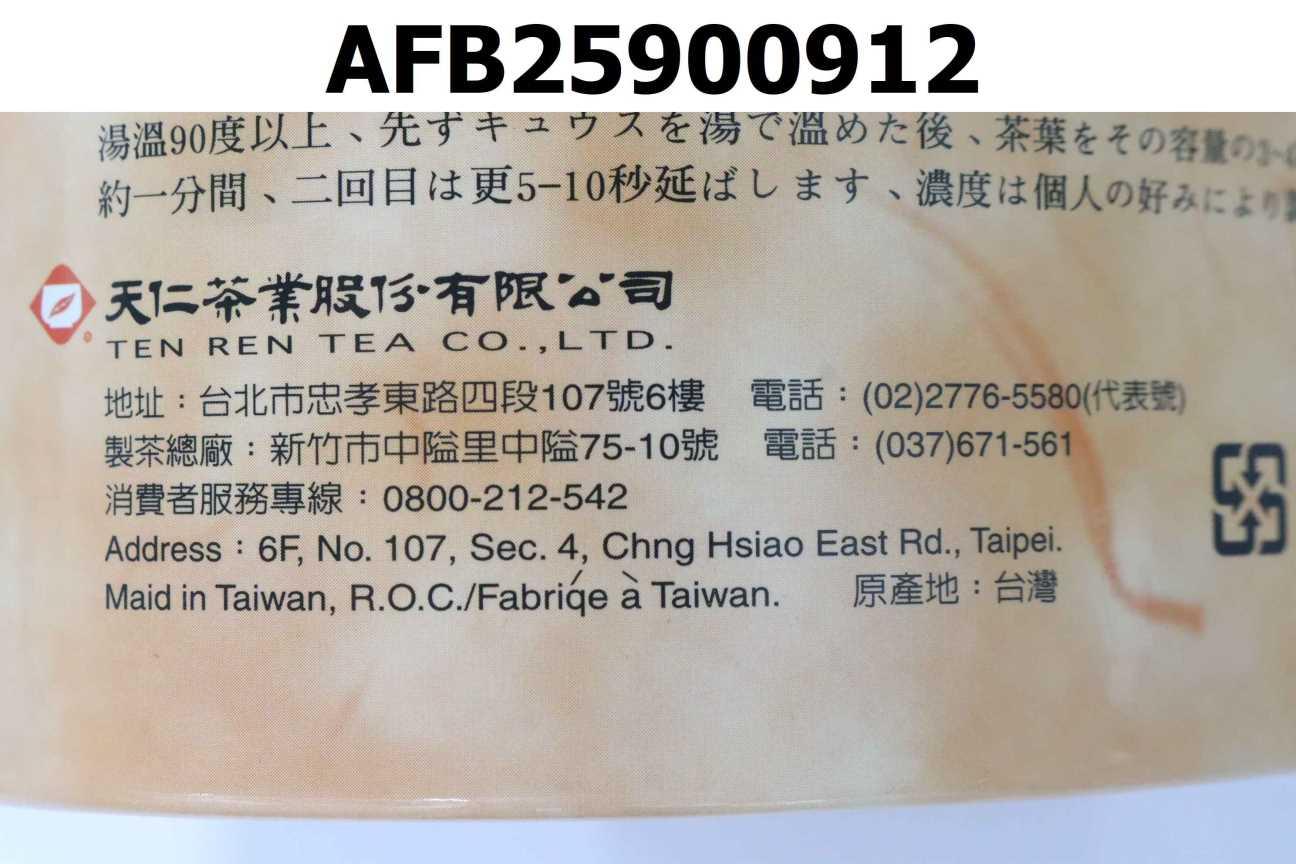 AFB25900912
湯溫90度以上、先ずキュウスを湯で溫めた後、茶葉をその容量の3~4
約一分間、二回目は更5-10秒延ばします、濃度は個人の好みにより
天仁茶業股份有限公司
TEN REN TEA CO.,LTD.
地址：台北市忠孝東路四段107號6樓 電話：(02)2776-5580(代表號)
製茶總廠：新竹市中隘里中隘75-10號 電話：(037)671-561
消費者服務專線：0800-212-542
Address：6F, No. 107, Sec. 4, Chng Hsiao East Rd., Taipei.
Maid in Taiwan, R.O.C./Fabriqé à Taiwan. 原產地：台灣